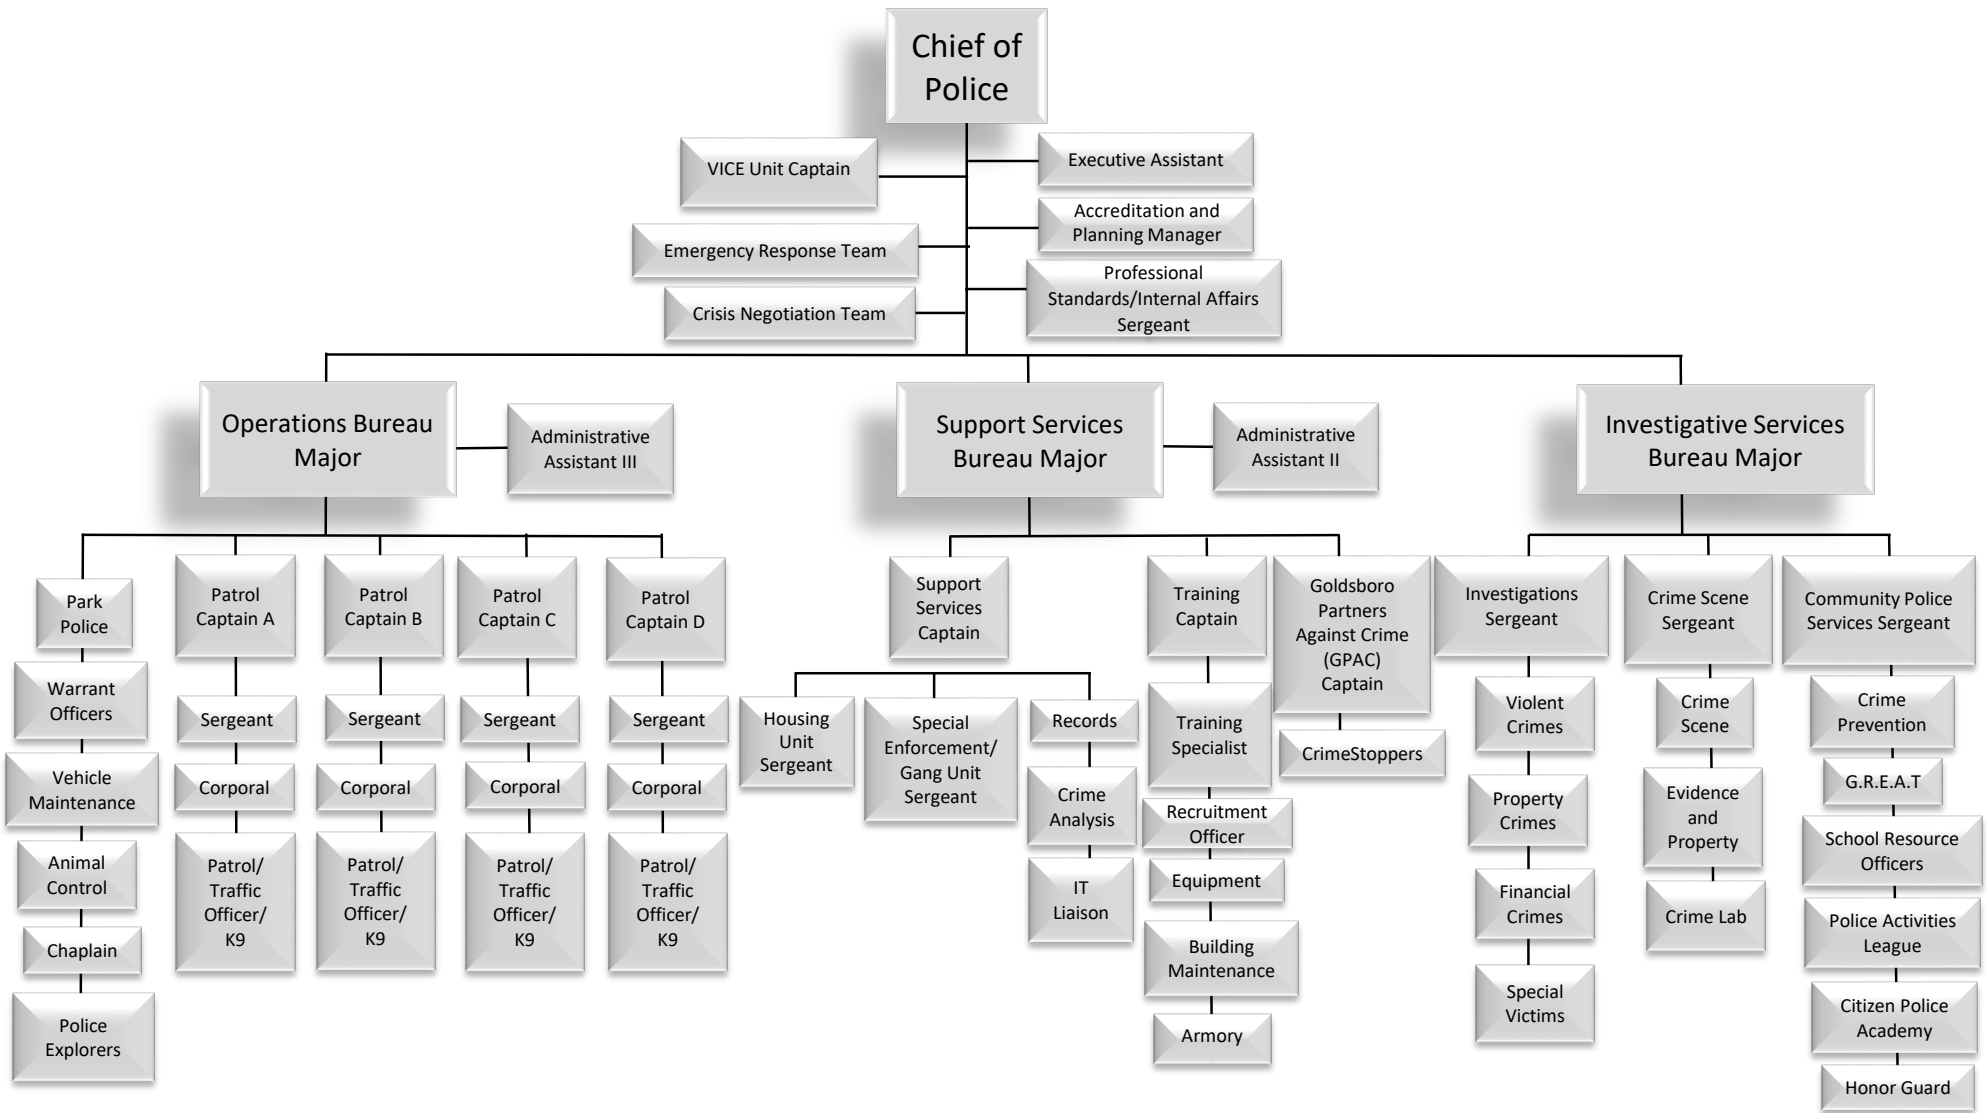 Chief of
Police
VICE Unit Captain
Executive Assistant
Accreditation and
Planning Manager
Emergency Response Team
Professional
Standards/Internal Affairs
Sergeant
Crisis Negotiation Team
Operations Bureau
Major
Administrative
Assistant III
Support Services
Bureau Major
Administrative
Assistant II
Investigative Services
Bureau Major
Park
Police
Warrant
Officers
Vehicle
Maintenance
Animal
Control
Chaplain
Police
Explorers
Patrol
Captain A
Sergeant
Corporal
Patrol/
Traffic
Officer/
K9
Patrol
Captain B
Sergeant
Corporal
Patrol/
Traffic
Officer/
K9
Patrol
Captain C
Sergeant
Corporal
Patrol/
Traffic
Officer/
K9
Patrol
Captain D
Sergeant
Corporal
Patrol/
Traffic
Officer/
K9
Support
Services
Captain
Housing
Unit
Sergeant
Special
Enforcement/
Gang Unit
Sergeant
Records
Crime
Analysis
IT
Liaison
Training
Captain
Training
Specialist
Recruitment
Officer
Equipment
Building
Maintenance
Armory
Goldsboro
Partners
Against Crime
(GPAC)
Captain
CrimeStoppers
Investigations
Sergeant
Violent
Crimes
Property
Crimes
Financial
Crimes
Special
Victims
Crime Scene
Sergeant
Crime
Scene
Evidence
and
Property
Crime Lab
Community Police
Services Sergeant
Crime
Prevention
G.R.E.A.T
School Resource
Officers
Police Activities
League
Citizen Police
Academy
Honor Guard